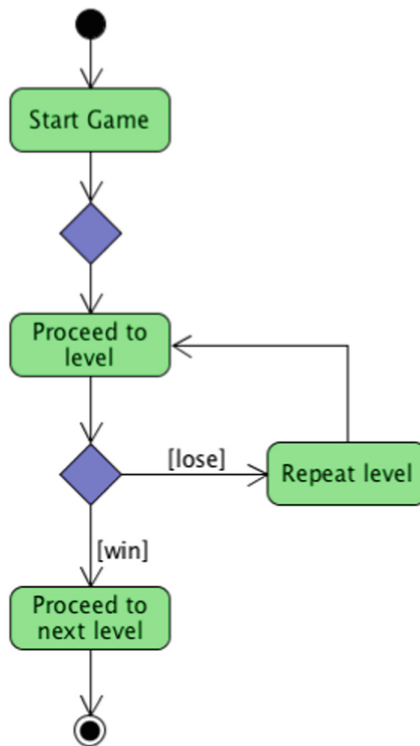 Start Game
Proceed to
level
[lose]
Repeat level
[win]
Proceed to
next level